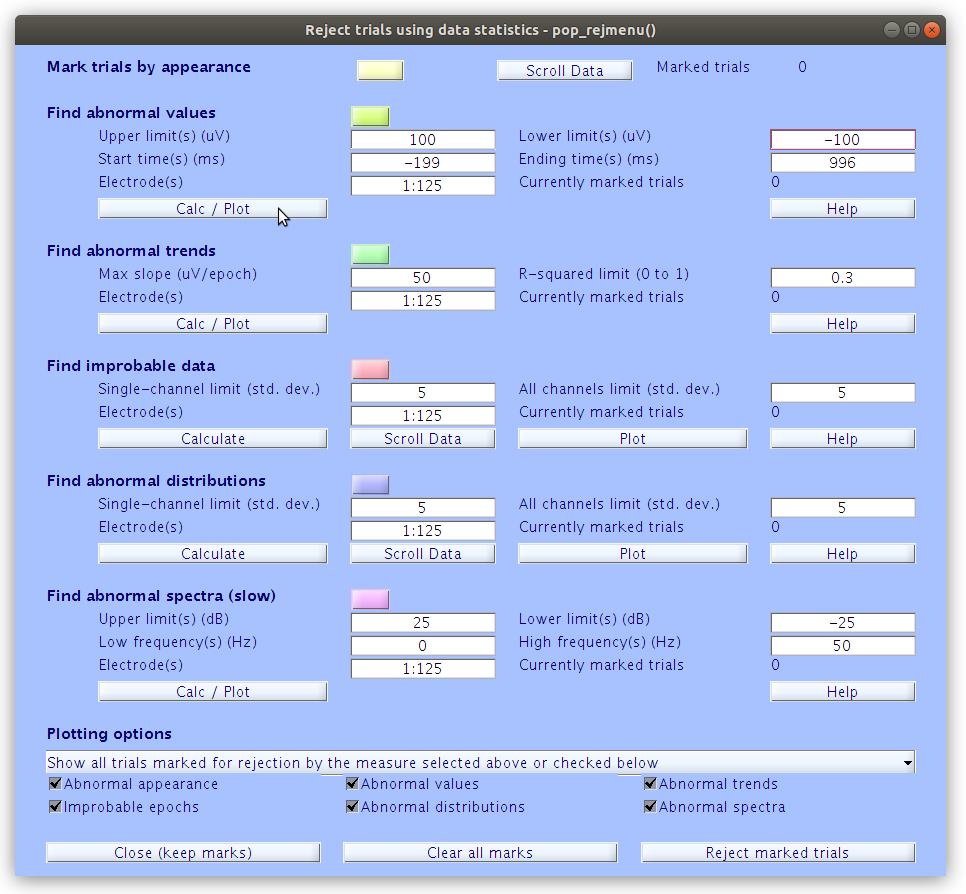 Reject trials using data statistics - pop_rejmenu()
Mark trials by appearance Scroll Data Marked trials 0
Find abnormal values
Upper limit(s) (uV) 100 Lower limit(s) (uV) −100
Start time(s) (ms) −199 Ending time(s) (ms) 996
Electrode(s) 1:125 Currently marked trials 0
Calc / Plot Help
Find abnormal trends
Max slope (uV/epoch) 50 R−squared limit (0 to 1) 0.3
Electrode(s) 1:125 Currently marked trials 0
Calc / Plot Help
Find improbable data
Single−channel limit (std. dev.) 5 All channels limit (std. dev.) 5
Electrode(s) 1:125 Currently marked trials 0
Calculate Scroll Data Plot Help
Find abnormal distributions
Single−channel limit (std. dev.) 5 All channels limit (std. dev.) 5
Electrode(s) 1:125 Currently marked trials 0
Calculate Scroll Data Plot Help
Find abnormal spectra (slow)
Upper limit(s) (dB) 25 Lower limit(s) (dB) −25
Low frequency(s) (Hz) 0 High frequency(s) (Hz) 50
Electrode(s) 1:125 Currently marked trials 0
Calc / Plot Help
Plotting options
Show all trials marked for rejection by the measure selected above or checked below
Abnormal appearance Abnormal values Abnormal trends
Improbable epochs Abnormal distributions Abnormal spectra
Close (keep marks) Clear all marks Reject marked trials